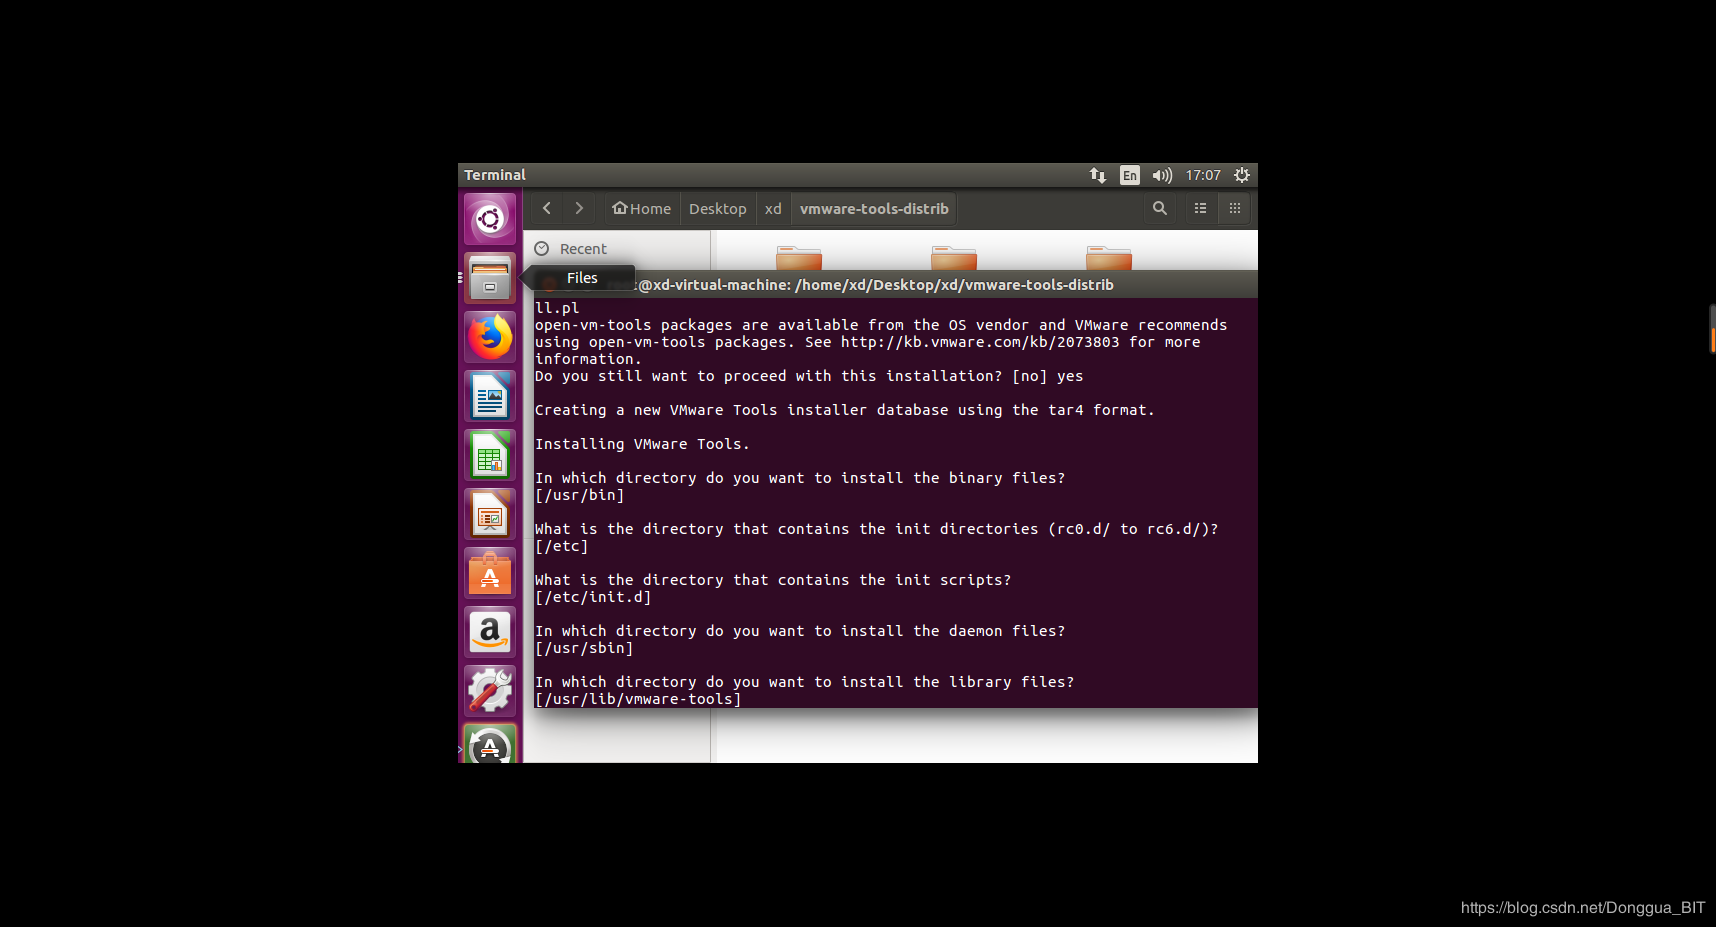 Terminal
En
17:07
Home
Desktop
xd
vmware-tools-distrib
Recent
Files
@xd-virtual-machine: /home/xd/Desktop/xd/vmware-tools-distrib
ll.pl
open-vm-tools packages are available from the OS vendor and VMware recommends
using open-vm-tools packages. See http://kb.vmware.com/kb/2073803 for more
information.
Do you still want to proceed with this installation? [no] yes
Creating a new VMware Tools installer database using the tar4 format.
Installing VMware Tools.
In which directory do you want to install the binary files?
[/usr/bin]
What is the directory that contains the init directories (rc0.d/ to rc6.d/)?
[/etc]
What is the directory that contains the init scripts?
[/etc/init.d]
In which directory do you want to install the daemon files?
[/usr/sbin]
In which directory do you want to install the library files?
[/usr/lib/vmware-tools]
https://blog.csdn.net/Donggua_BIT